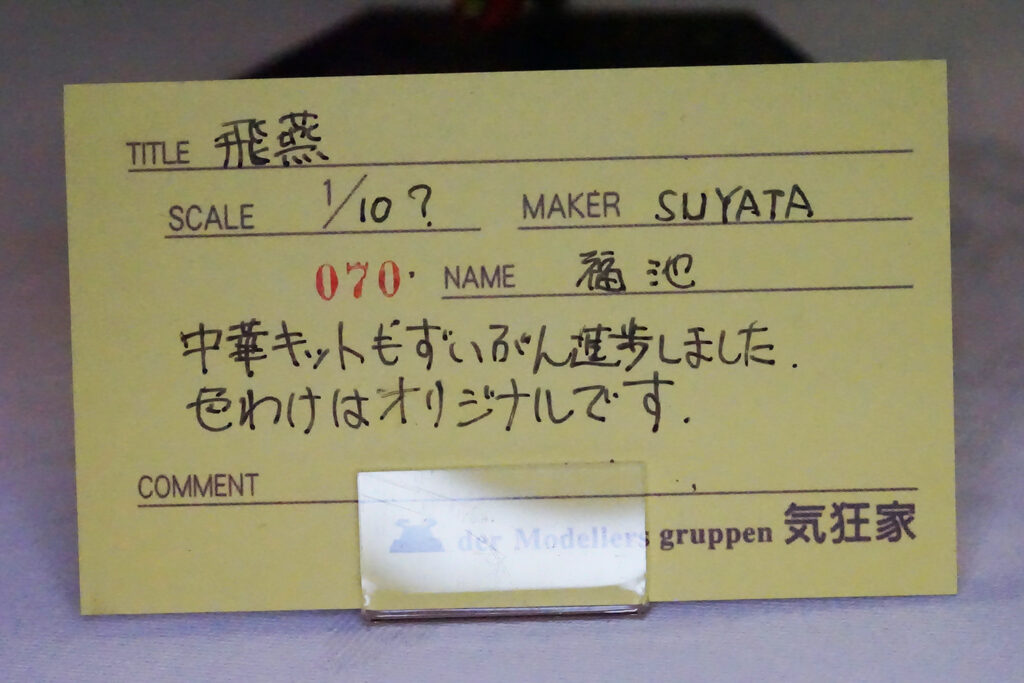 TITLE 飛燕
SCALE 1/10? MAKER SUYATA
070. NAME 福池
中華キットもずいぶん進歩しました.
色わけはオリジナルです.
COMMENT
der Modellers gruppen 気狂家